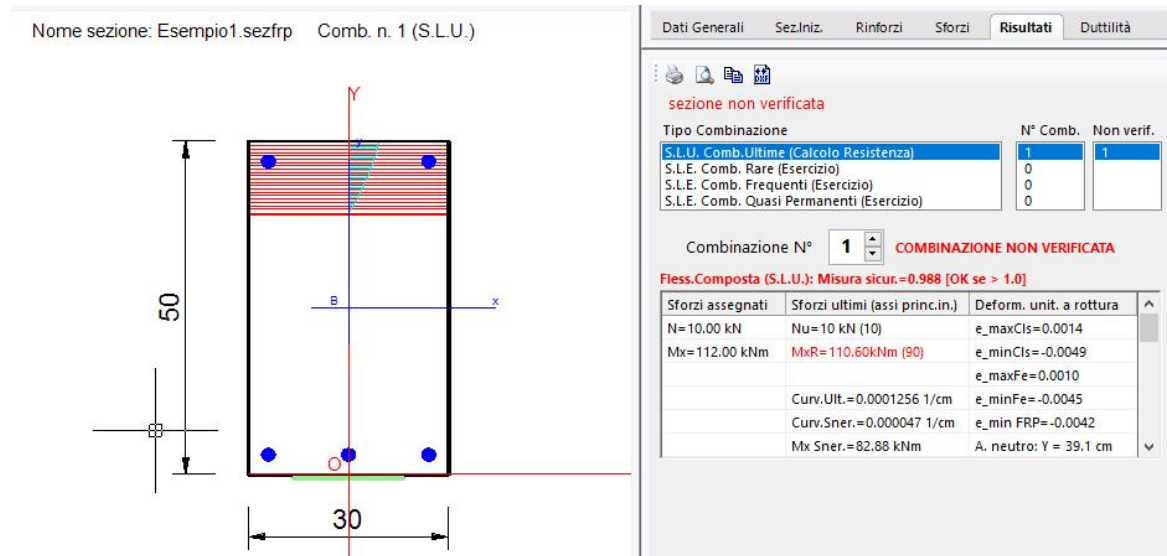 Nome sezione: Esempio1.sezfrp Comb. n. 1 (S.L.U.)
Y
y
50
B
x
O
30
Dati Generali Sez.Iniz. Rinforzi Sforzi Risultati Duttilità
DXF
sezione non verificata
Tipo Combinazione N° Comb. Non verif.
S.L.U. Comb.Ultime (Calcolo Resistenza) 1 1
S.L.E. Comb. Rare (Esercizio) 0
S.L.E. Comb. Frequenti (Esercizio) 0
S.L.E. Comb. Quasi Permanenti (Esercizio) 0
Combinazione N° 1 COMBINAZIONE NON VERIFICATA
Fless.Composta (S.L.U.): Misura sicur.=0.988 [OK se > 1.0]
Sforzi assegnati Sforzi ultimi (assi princ.in.) Deform. unit. a rottura
N=10.00 kN Nu=10 kN (10) e_maxCls=0.0014
Mx=112.00 kNm MxR=110.60kNm (90) e_minCls=-0.0049
e_maxFe=0.0010
Curv.Ult.=0.0001256 1/cm e_minFe=-0.0045
Curv.Sner.=0.000047 1/cm e_min FRP=-0.0042
Mx Sner.=82.88 kNm A. neutro: Y = 39.1 cm